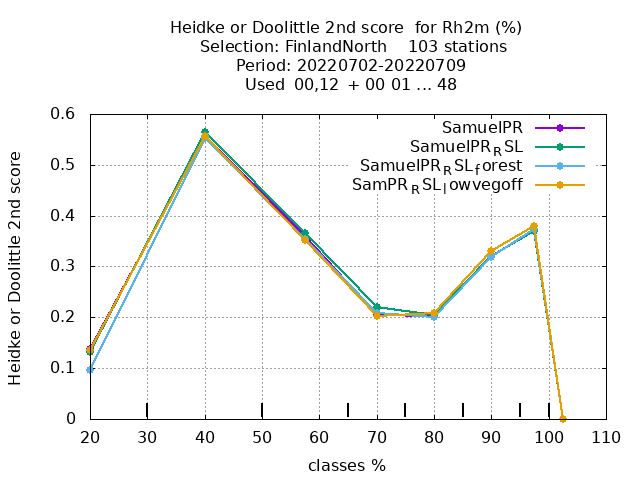 Heidke or Doolittle 2nd score  for Rh2m (%)
Selection: FinlandNorth    103 stations
Period: 20220702-20220709
Used  00,12  + 00 01 ... 48
Heidke or Doolittle 2nd score
0.6
0.5
0.4
0.3
0.2
0.1
0
SamuelPR
SamuelPR_RSL
SamuelPR_RSL_forest
SamPR_RSL_lowvegoff
20 30 40 50 60 70 80 90 100 110
classes %